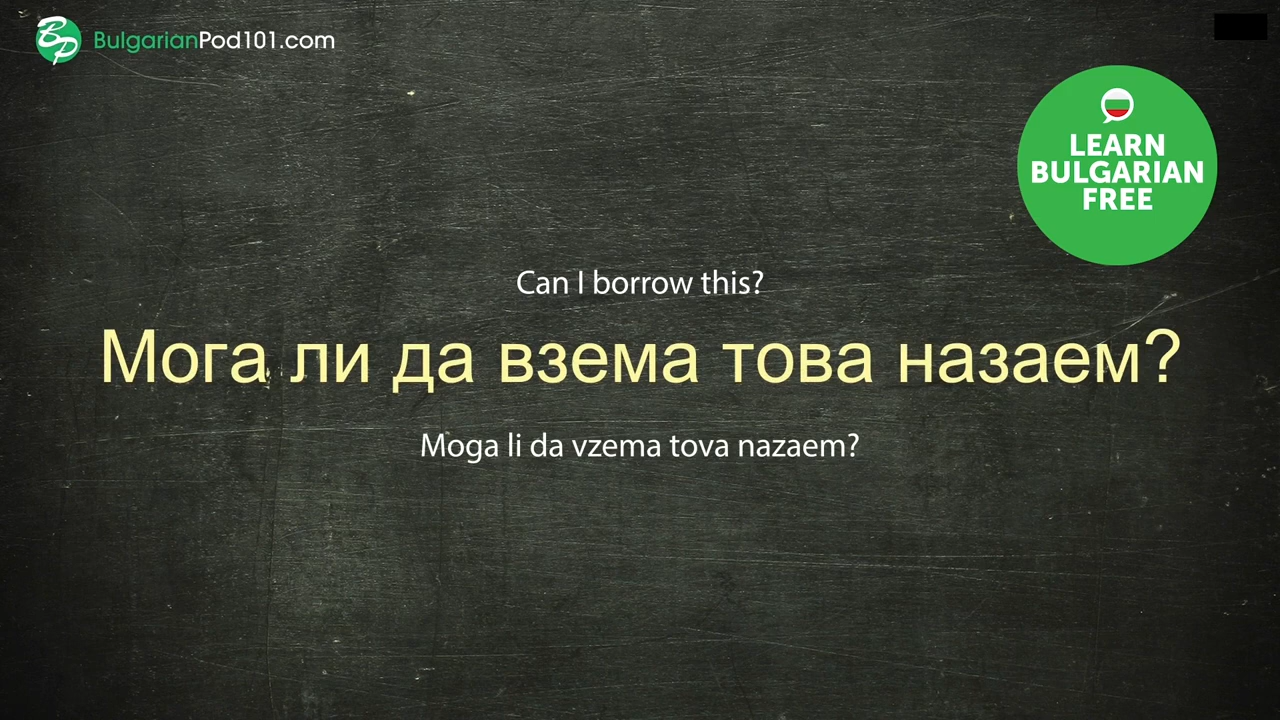 BulgarianPod101.com
LEARN
BULGARIAN
FREE
Can I borrow this?
Мога ли да взема това назаем?
Moga li da vzema tova nazaem?